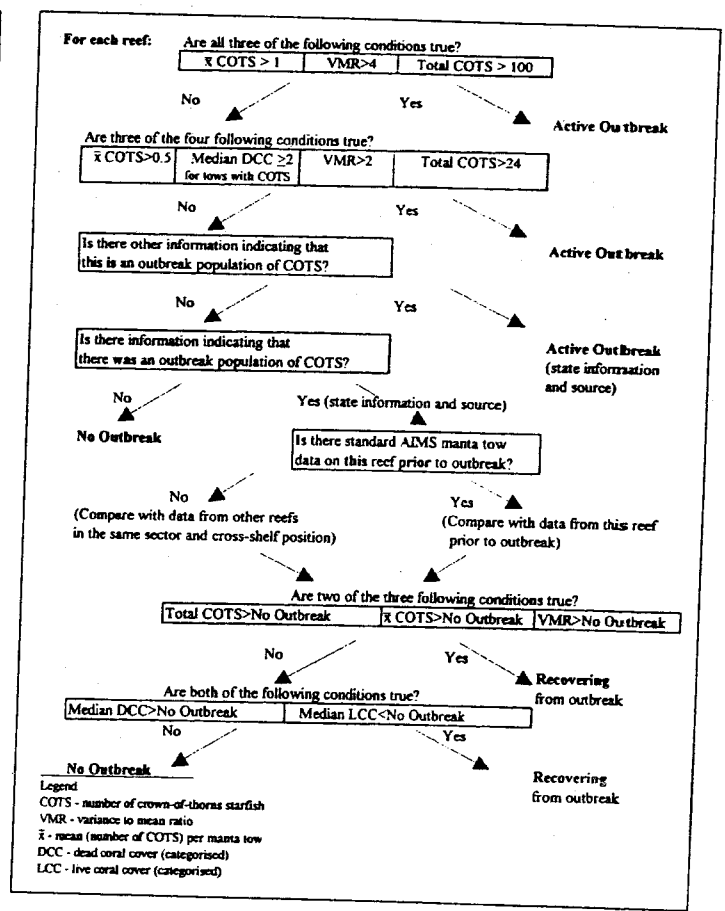 For each reef: Are all three of the following conditions true?
x̄ COTS > 1 VMR>4 Total COTS > 100
No Yes
Active Outbreak
Are three of the four following conditions true?
x̄ COTS>0.5 Median DCC ≥2 VMR>2 Total COTS>24
for tows with COTS
No Yes
Is there other information indicating that
this is an outbreak population of COTS?
Active Outbreak
No Yes
Is there information indicating that
there was an outbreak population of COTS?
Active Outbreak
(state information
and source)
No Yes (state information and source)
No Outbreak
Is there standard AIMS manta tow
data on this reef prior to outbreak?
No Yes
(Compare with data from other reefs
in the same sector and cross-shelf position)
(Compare with data from this reef
prior to outbreak)
Are two of the three following conditions true?
Total COTS>No Outbreak x̄ COTS>No Outbreak VMR>No Outbreak
No Yes
Recovering
from outbreak
Are both of the following conditions true?
Median DCC>No Outbreak Median LCC<No Outbreak
No Yes
No Outbreak
Recovering
from outbreak
Legend
COTS - number of crown-of-thorns starfish
VMR - variance to mean ratio
x̄ - mean (number of COTS) per manta tow
DCC - dead coral cover (categorised)
LCC - live coral cover (categorised)